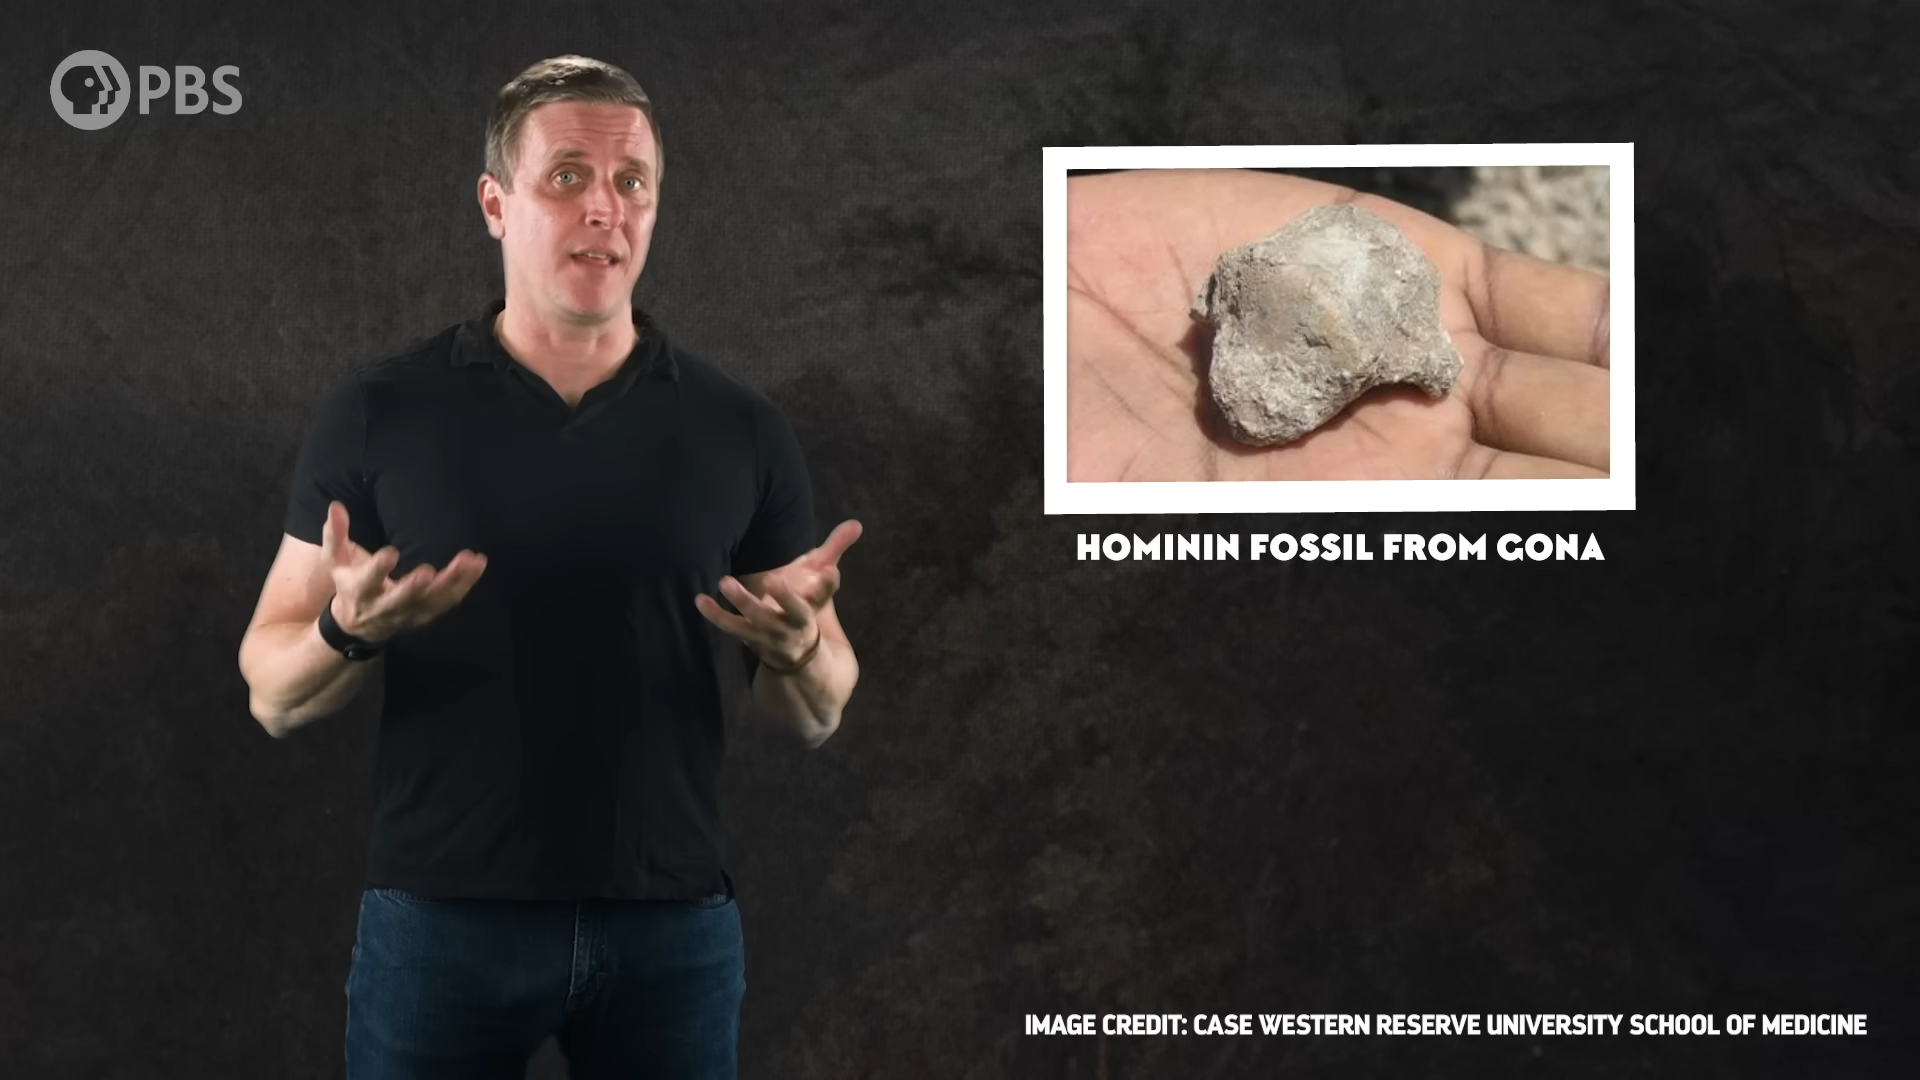 PBS
HOMININ FOSSIL FROM GONA
IMAGE CREDIT: CASE WESTERN RESERVE UNIVERSITY SCHOOL OF MEDICINE